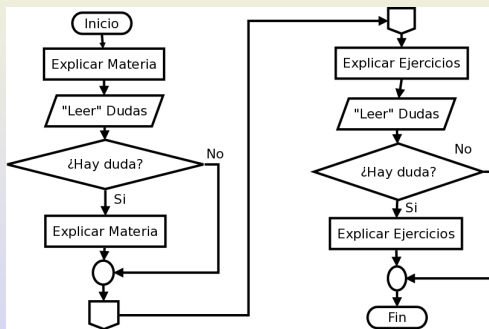 Inicio
Explicar Materia
"Leer" Dudas
¿Hay duda?
No
Si
Explicar Materia
Explicar Ejercicios
"Leer" Dudas
¿Hay duda?
No
Si
Explicar Ejercicios
Fin